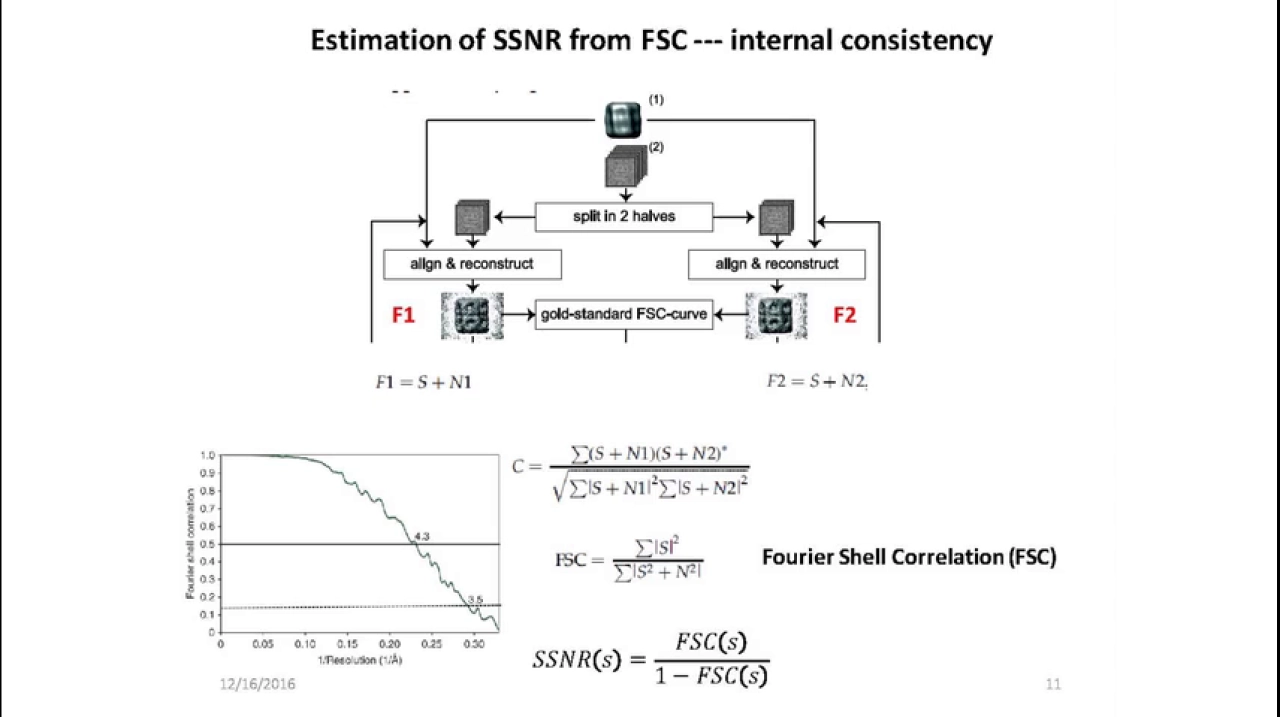 Estimation of SSNR from FSC --- internal consistency
(1)
(2)
split in 2 halves
align & reconstruct
align & reconstruct
F1
gold-standard FSC-curve
F2
F1 = S + N1
F2 = S + N2,
C = ∑(S + N1)(S + N2)* / √∑|S + N1|²∑|S + N2|²
FSC = ∑|S|² / ∑|S² + N²|
Fourier Shell Correlation (FSC)
SSNR(s) = FSC(s) / 1 − FSC(s)
Fourier shell correlation
1.0
0.9
0.8
0.7
0.6
0.5
0.4
0.3
0.2
0.1
0
4.3
3.5
0 0.05 0.10 0.15 0.20 0.25 0.30
1/Resolution (1/Å)
12/16/2016
11